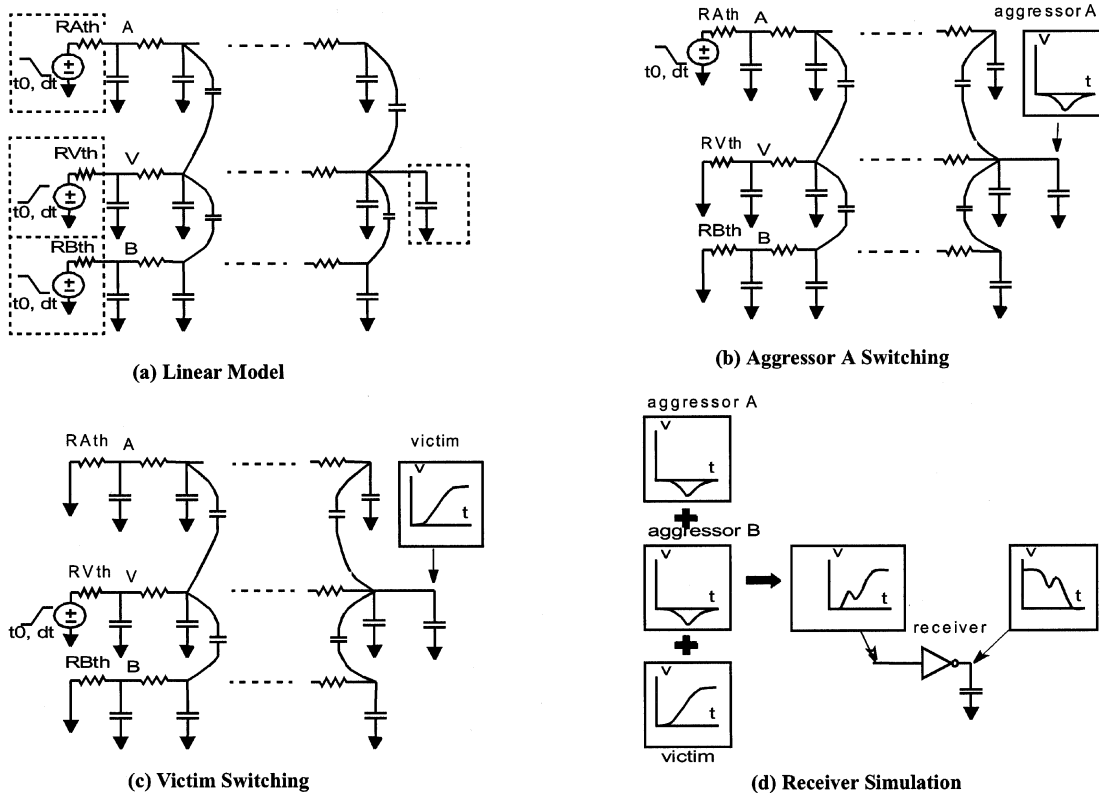 RAth A
t0, dt
RVth V
t0, dt
RBth B
t0, dt
(a) Linear Model
RAth A
t0, dt
aggressor A
V
t
RVth V
RBth B
(b) Aggressor A Switching
RAth A
victim
V
t
RVth V
t0, dt
RBth B
(c) Victim Switching
aggressor A
V
t
aggressor B
V
t
V
t
victim
V
t
receiver
V
t
(d) Receiver Simulation